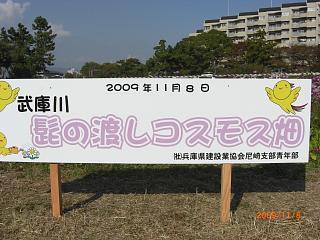 2009年11月8日
武庫川
髭の渡しコスモス畑
㈳兵庫県建設業協会尼崎支部青年部
2009/11/8